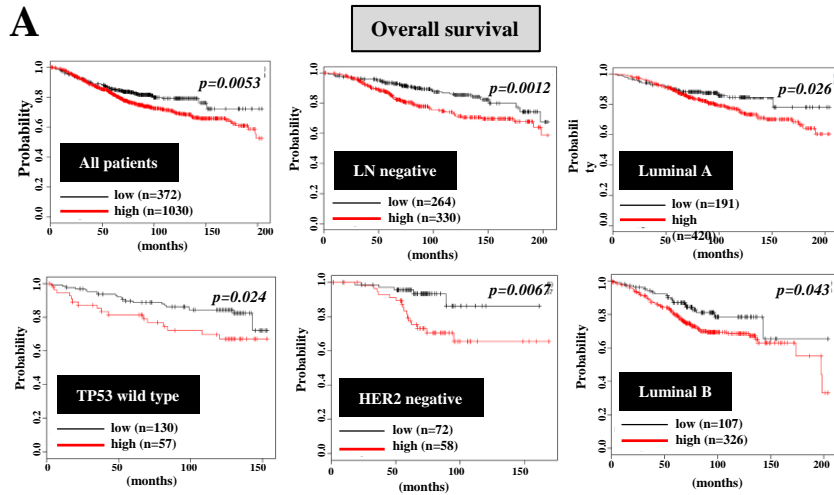 A
Overall survival
Probability
1.0
0.8
0.6
0.4
0.2
0.0
p=0.0053
All patients
low (n=372)
high (n=1030)
0 50 100 150 200
(months)
Probability
1.0
0.8
0.6
0.4
0.2
0.0
p=0.0012
LN negative
low (n=264)
high (n=330)
0 50 100 150 200
(months)
Probabili
ty
1.0
0.8
0.6
0.4
0.2
0.0
p=0.026
Luminal A
low (n=191)
high
(n=420)
0 50 100 150 200
(months)
Probability
1.0
0.8
0.6
0.4
0.2
0.0
p=0.024
TP53 wild type
low (n=130)
high (n=57)
0 50 100 150
(months)
Probability
1.0
0.8
0.6
0.4
0.2
0.0
p=0.0067
HER2 negative
low (n=72)
high (n=58)
0 50 100 150
(months)
Probability
1.0
0.8
0.6
0.4
0.2
0.0
p=0.043
Luminal B
low (n=107)
high (n=326)
0 50 100 150 200
(months)